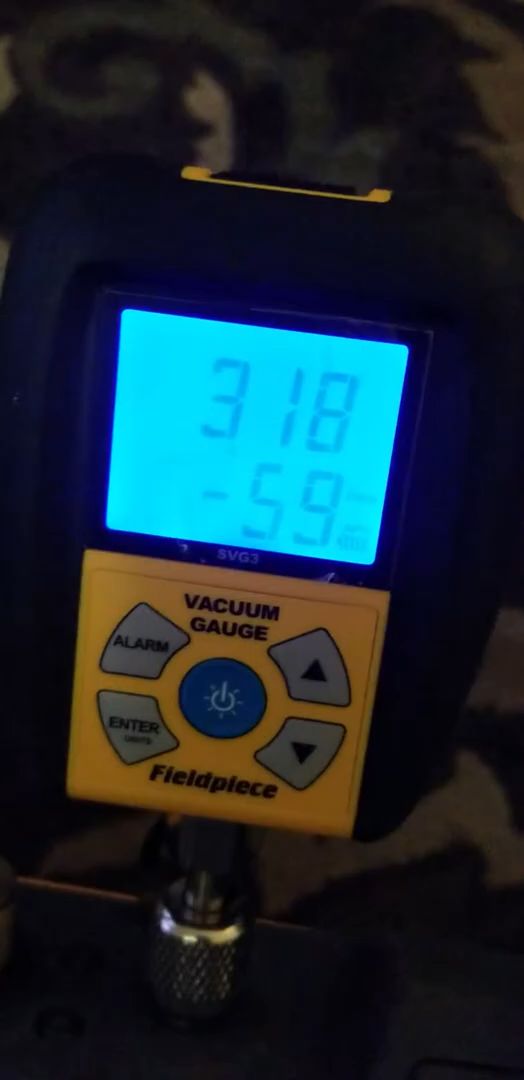 318
-59
SVG3
VACUUM
GAUGE
ALARM
ENTER
UNITS
Fieldpiece